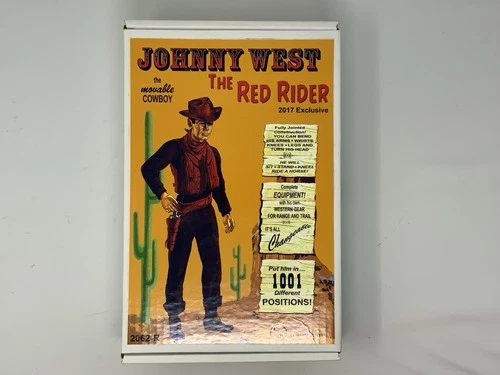 JOHNNY WEST
the
movable
COWBOY
THE RED RIDER
2017 Exclusive
Fully Jointed
Construction!
YOU CAN BEND
HIS ARMS • WRISTS
KNEES • LEGS AND
TURN HIS HEAD
HE WILL
SIT • STAND • KNEEL
RIDE A HORSE!
Complete
EQUIPMENT!
with his own
WESTERN GEAR
FOR RANGE AND TRAIL
IT'S ALL
Changeable
Put him in...
1001
Different
POSITIONS!
2062-R